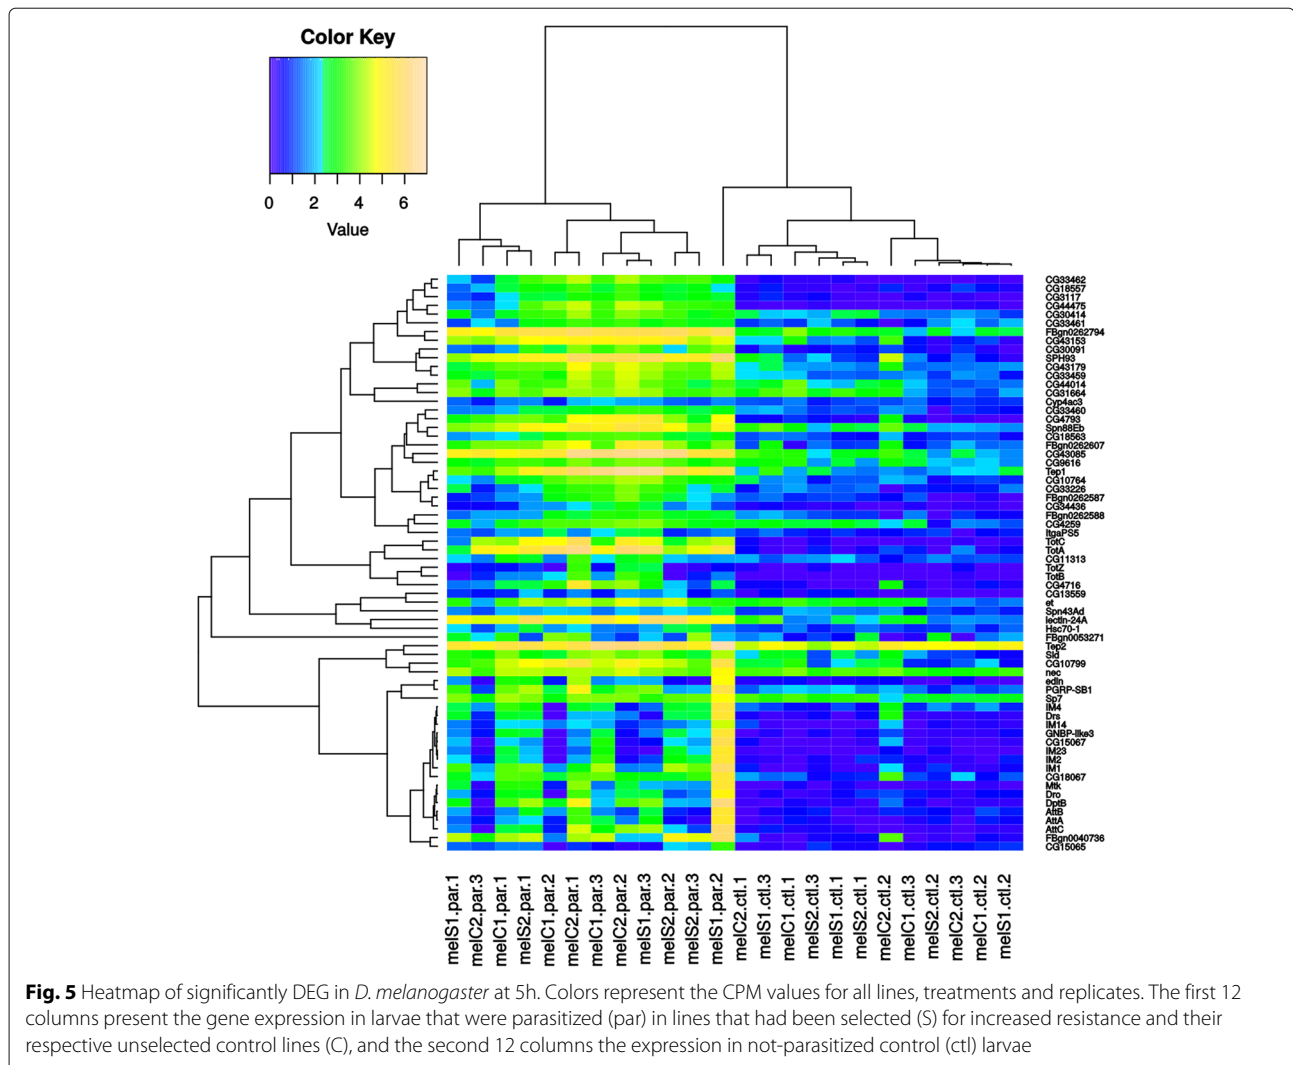 Color Key
0 2 4 6
Value
CG33462
CG18557
CG3117
CG44475
CG30414
CG33461
FBgn0262794
CG43153
CG30091
SPH93
CG43179
CG33459
CG44014
CG31664
Cyp4ac3
CG33460
CG4793
Spn88Eb
CG18563
FBgn0262607
CG43085
CG9616
Tep1
CG10764
CG33226
FBgn0262587
CG34436
FBgn0262588
CG4259
ItgaPS5
TotC
TotA
CG11313
TotZ
TotB
CG4716
CG13559
et
Spn43Ad
lectin-24A
Hsc70-1
FBgn0053271
Tep2
Sid
CG10799
nec
edin
PGRP-SB1
Sp7
IM4
Drs
IM14
GNBP-like3
CG15067
IM23
IM2
IM1
CG18067
Mtk
Dro
DptB
AttB
AttA
AttC
FBgn0040736
CG15065
melS1.par.1
melC2.par.3
melC1.par.1
melS2.par.1
melC1.par.2
melC2.par.1
melC1.par.3
melC2.par.2
melS1.par.3
melS2.par.2
melS2.par.3
melS1.par.2
melC2.ctl.1
melS1.ctl.3
melC1.ctl.1
melS2.ctl.3
melS1.ctl.1
melS2.ctl.1
melC2.ctl.2
melC1.ctl.3
melS2.ctl.2
melC2.ctl.3
melC1.ctl.2
melS1.ctl.2
Fig. 5 Heatmap of significantly DEG in D. melanogaster at 5h. Colors represent the CPM values for all lines, treatments and replicates. The first 12
columns present the gene expression in larvae that were parasitized (par) in lines that had been selected (S) for increased resistance and their
respective unselected control lines (C), and the second 12 columns the expression in not-parasitized control (ctl) larvae